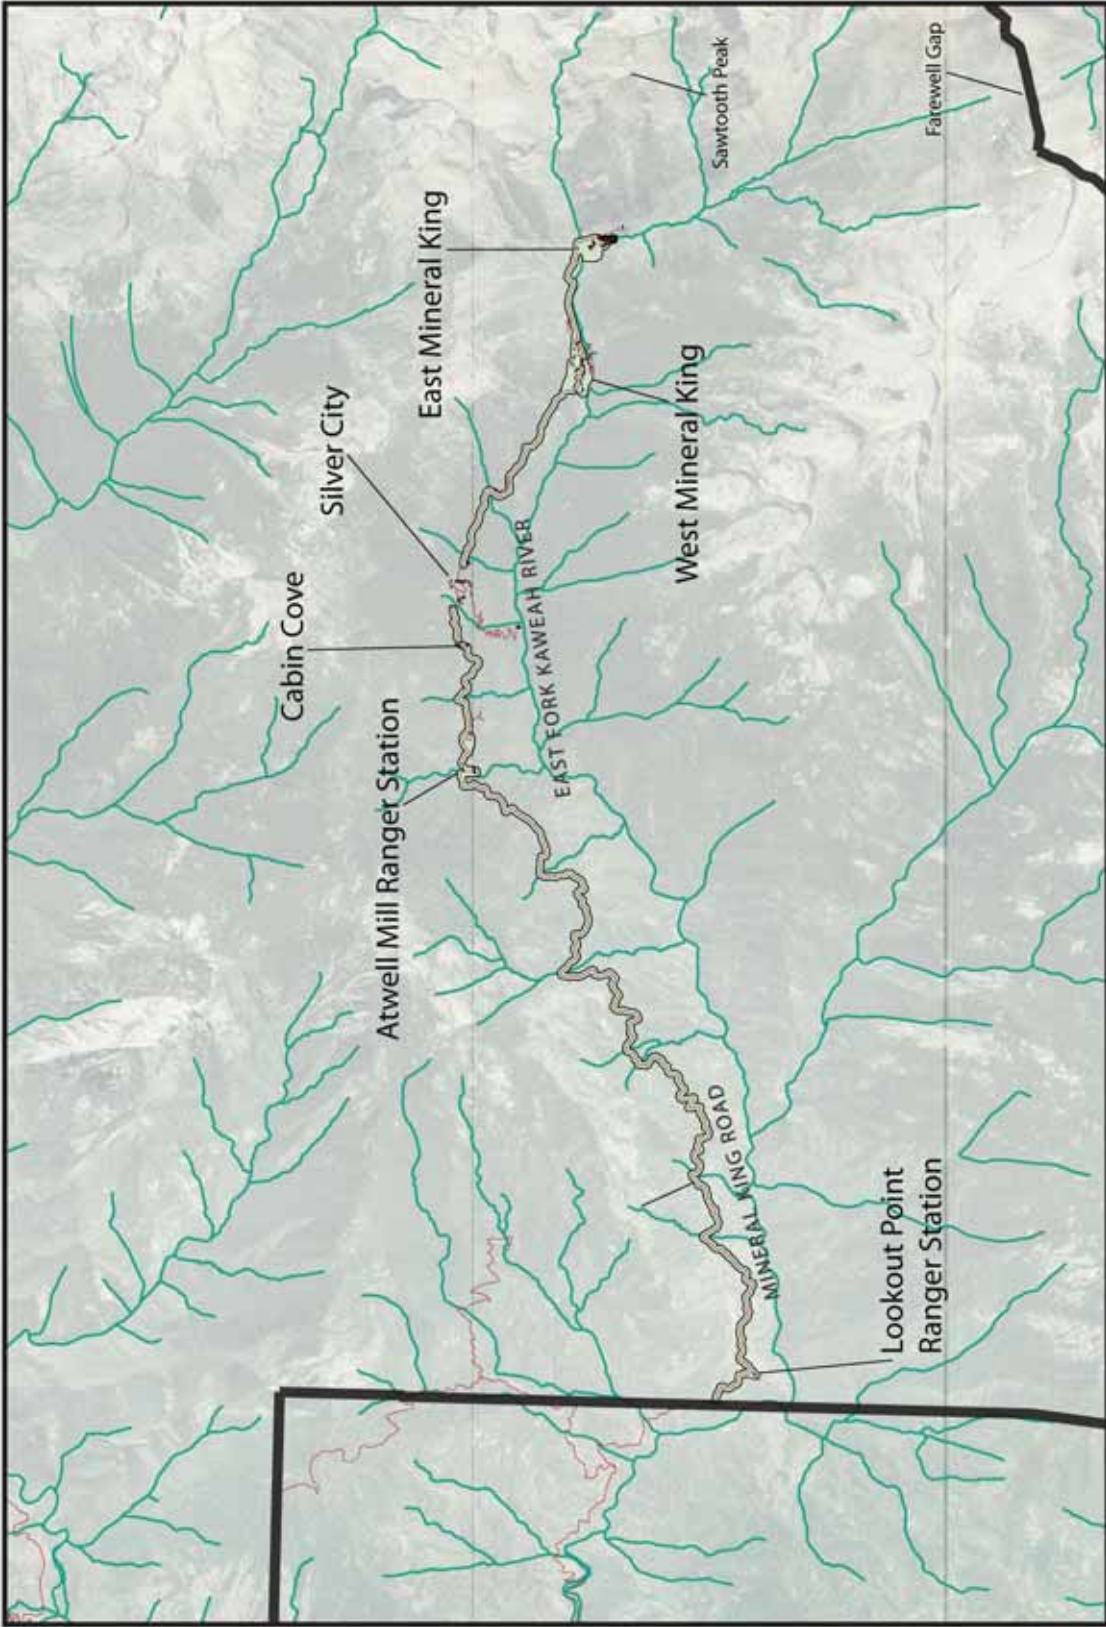 Sawtooth Peak
Farewell Gap
East Mineral King
Silver City
West Mineral King
Cabin Cove
EAST FORK KAWEAH RIVER
Atwell Mill Ranger Station
MINERAL KING ROAD
Lookout Point
Ranger Station